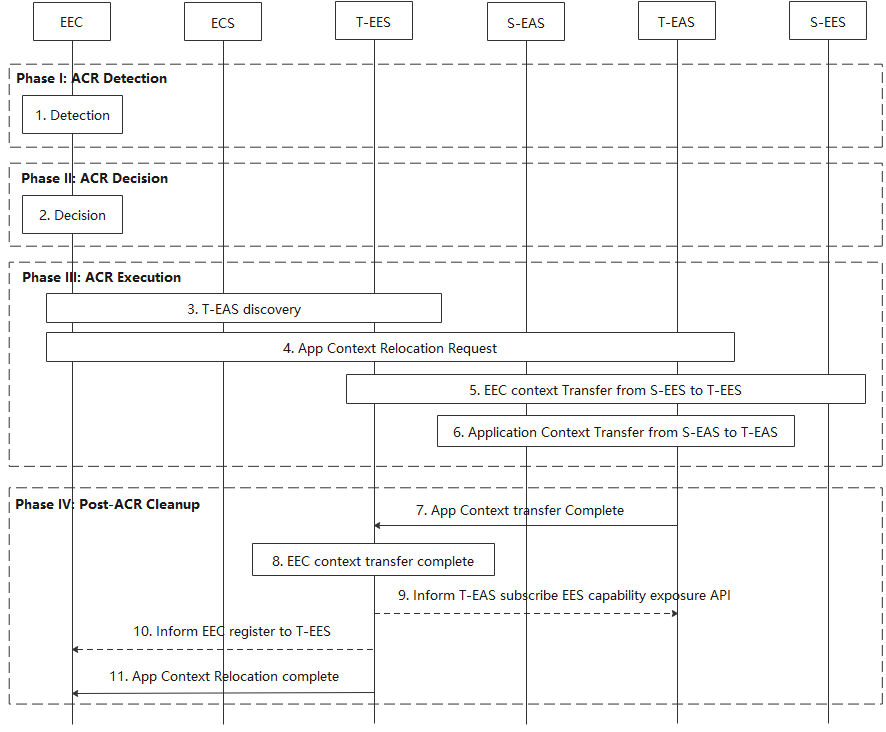 EEC
ECS
T-EES
S-EAS
T-EAS
S-EES
Phase I: ACR Detection
1. Detection
Phase II: ACR Decision
2. Decision
Phase III: ACR Execution
3. T-EAS discovery
4. App Context Relocation Request
5. EEC context Transfer from S-EES to T-EES
6. Application Context Transfer from S-EAS to T-EAS
Phase IV: Post-ACR Cleanup
7. App Context transfer Complete
8. EEC context transfer complete
9. Inform T-EAS subscribe EES capability exposure API
10. Inform EEC register to T-EES
11. App Context Relocation complete